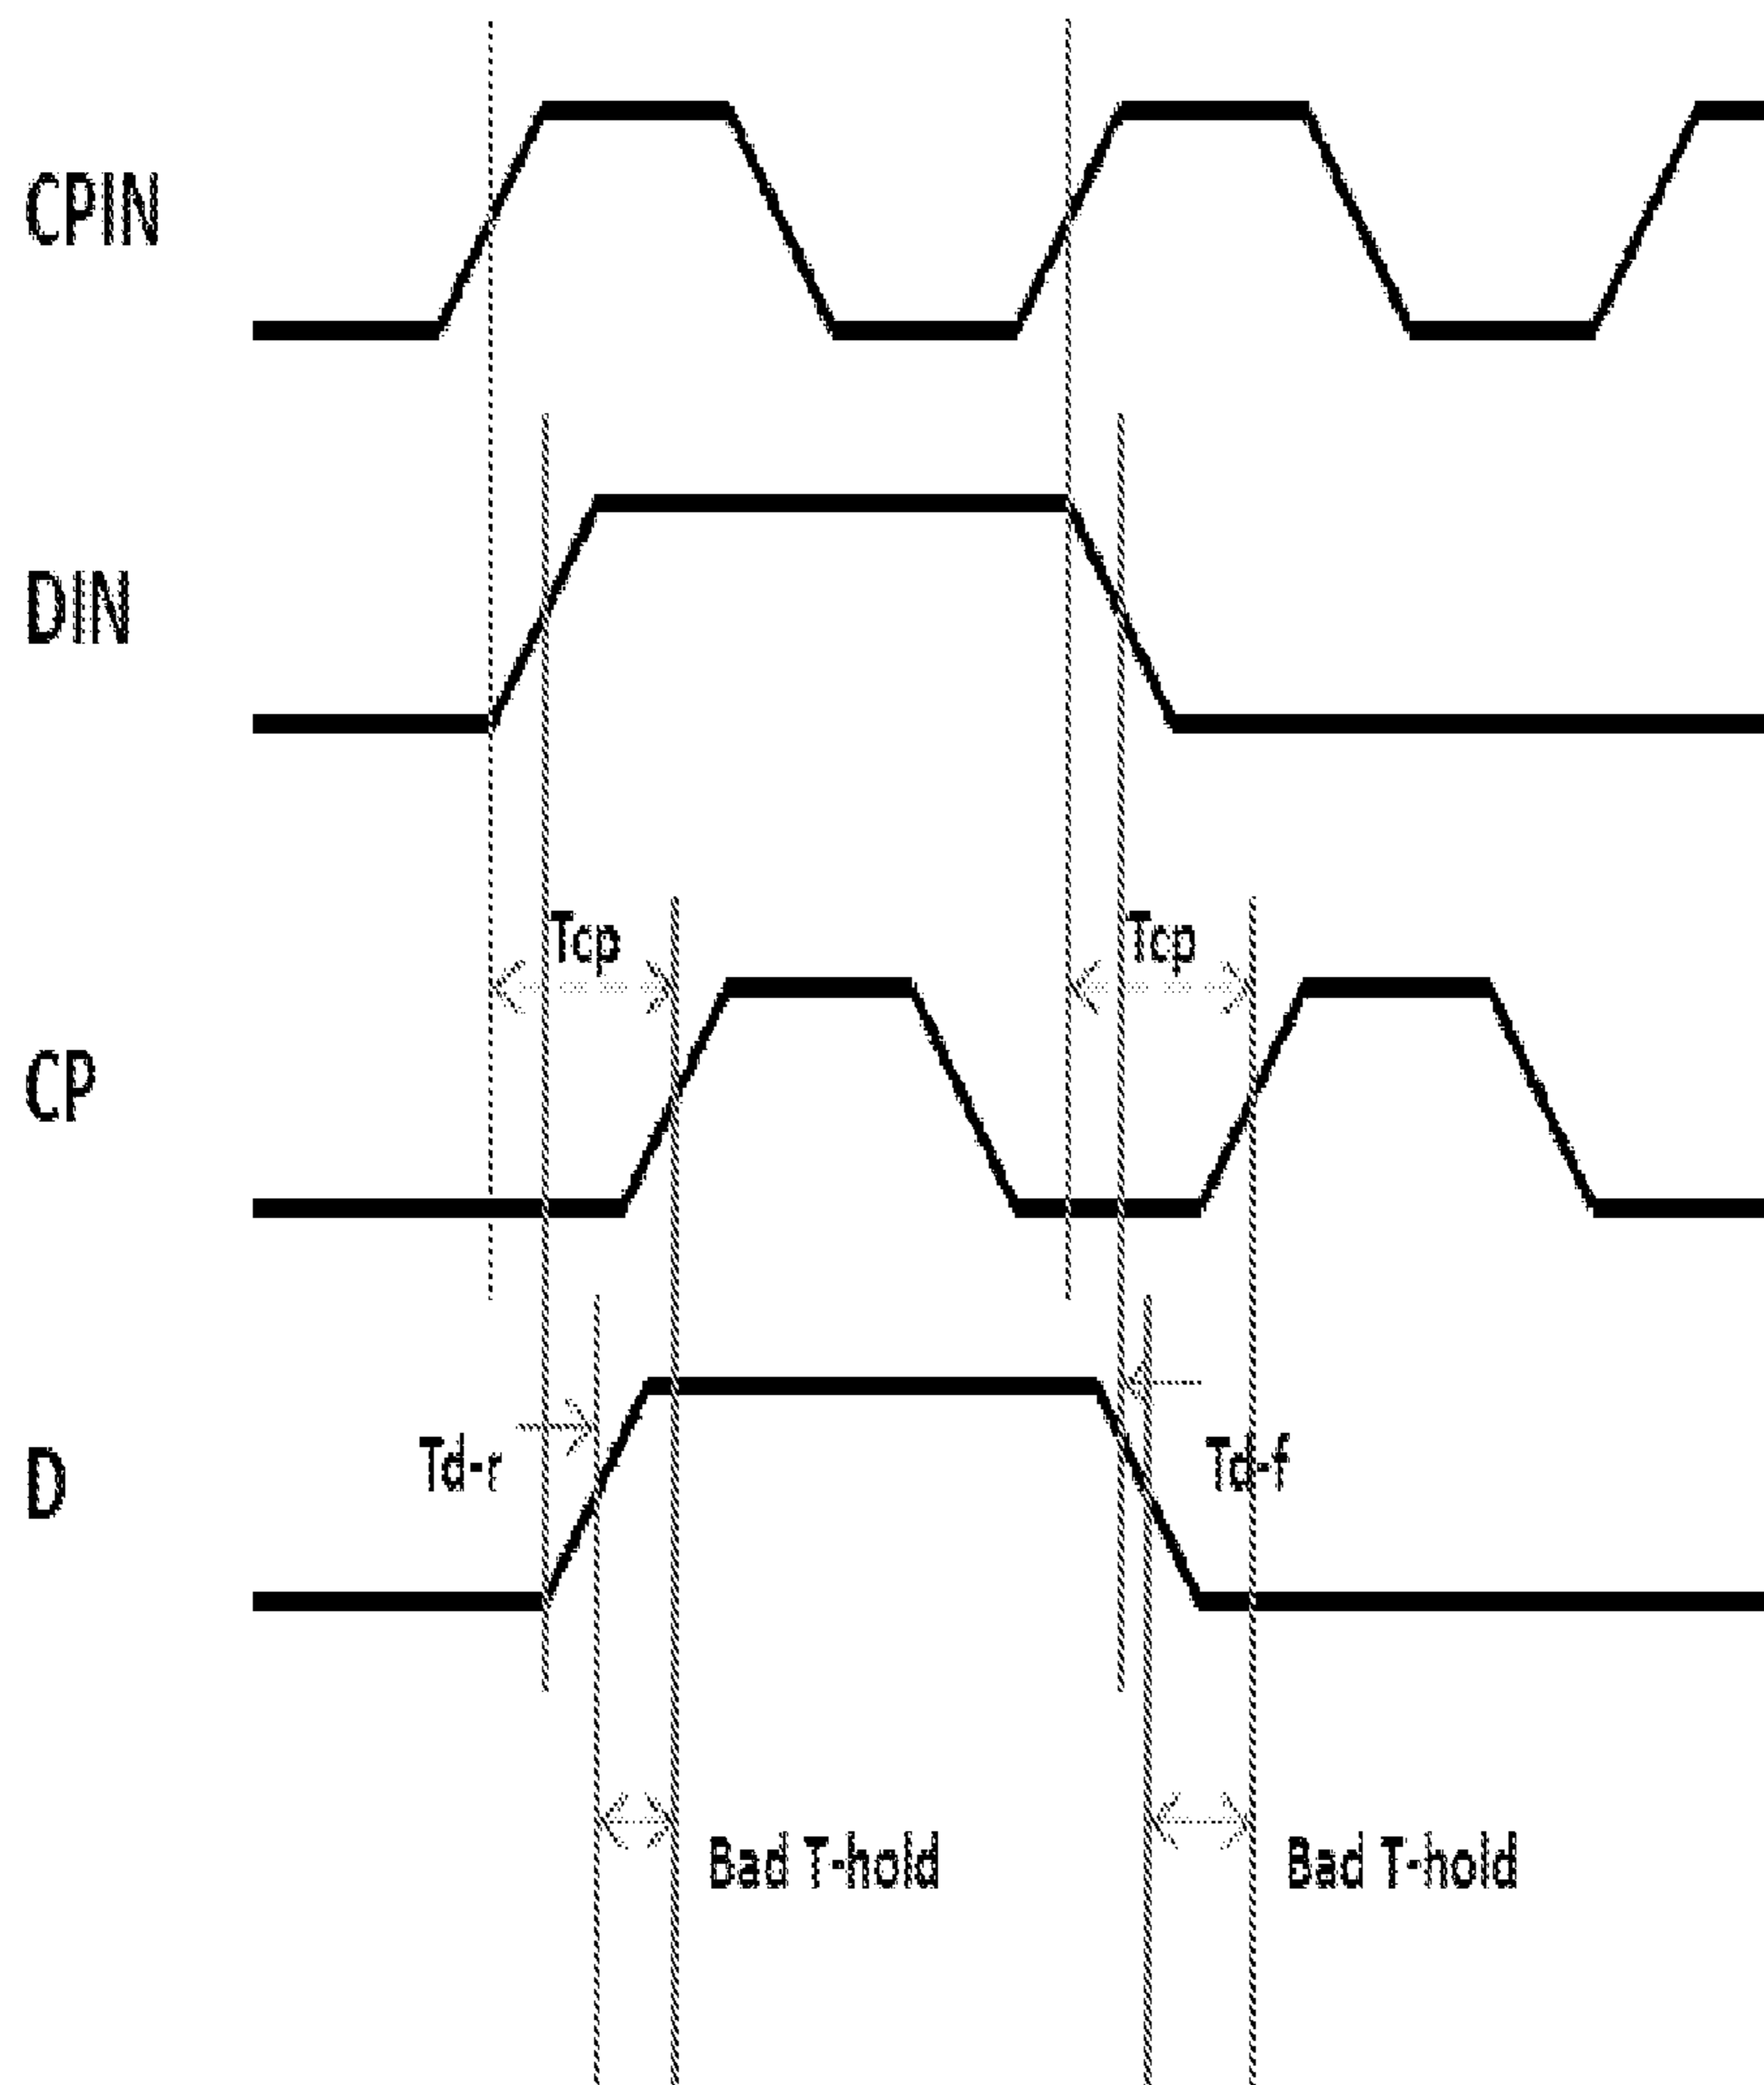 CPIN
DIN
Tcp Tcp
CP
Td-r Td-f
D
Bad T-hold Bad T-hold